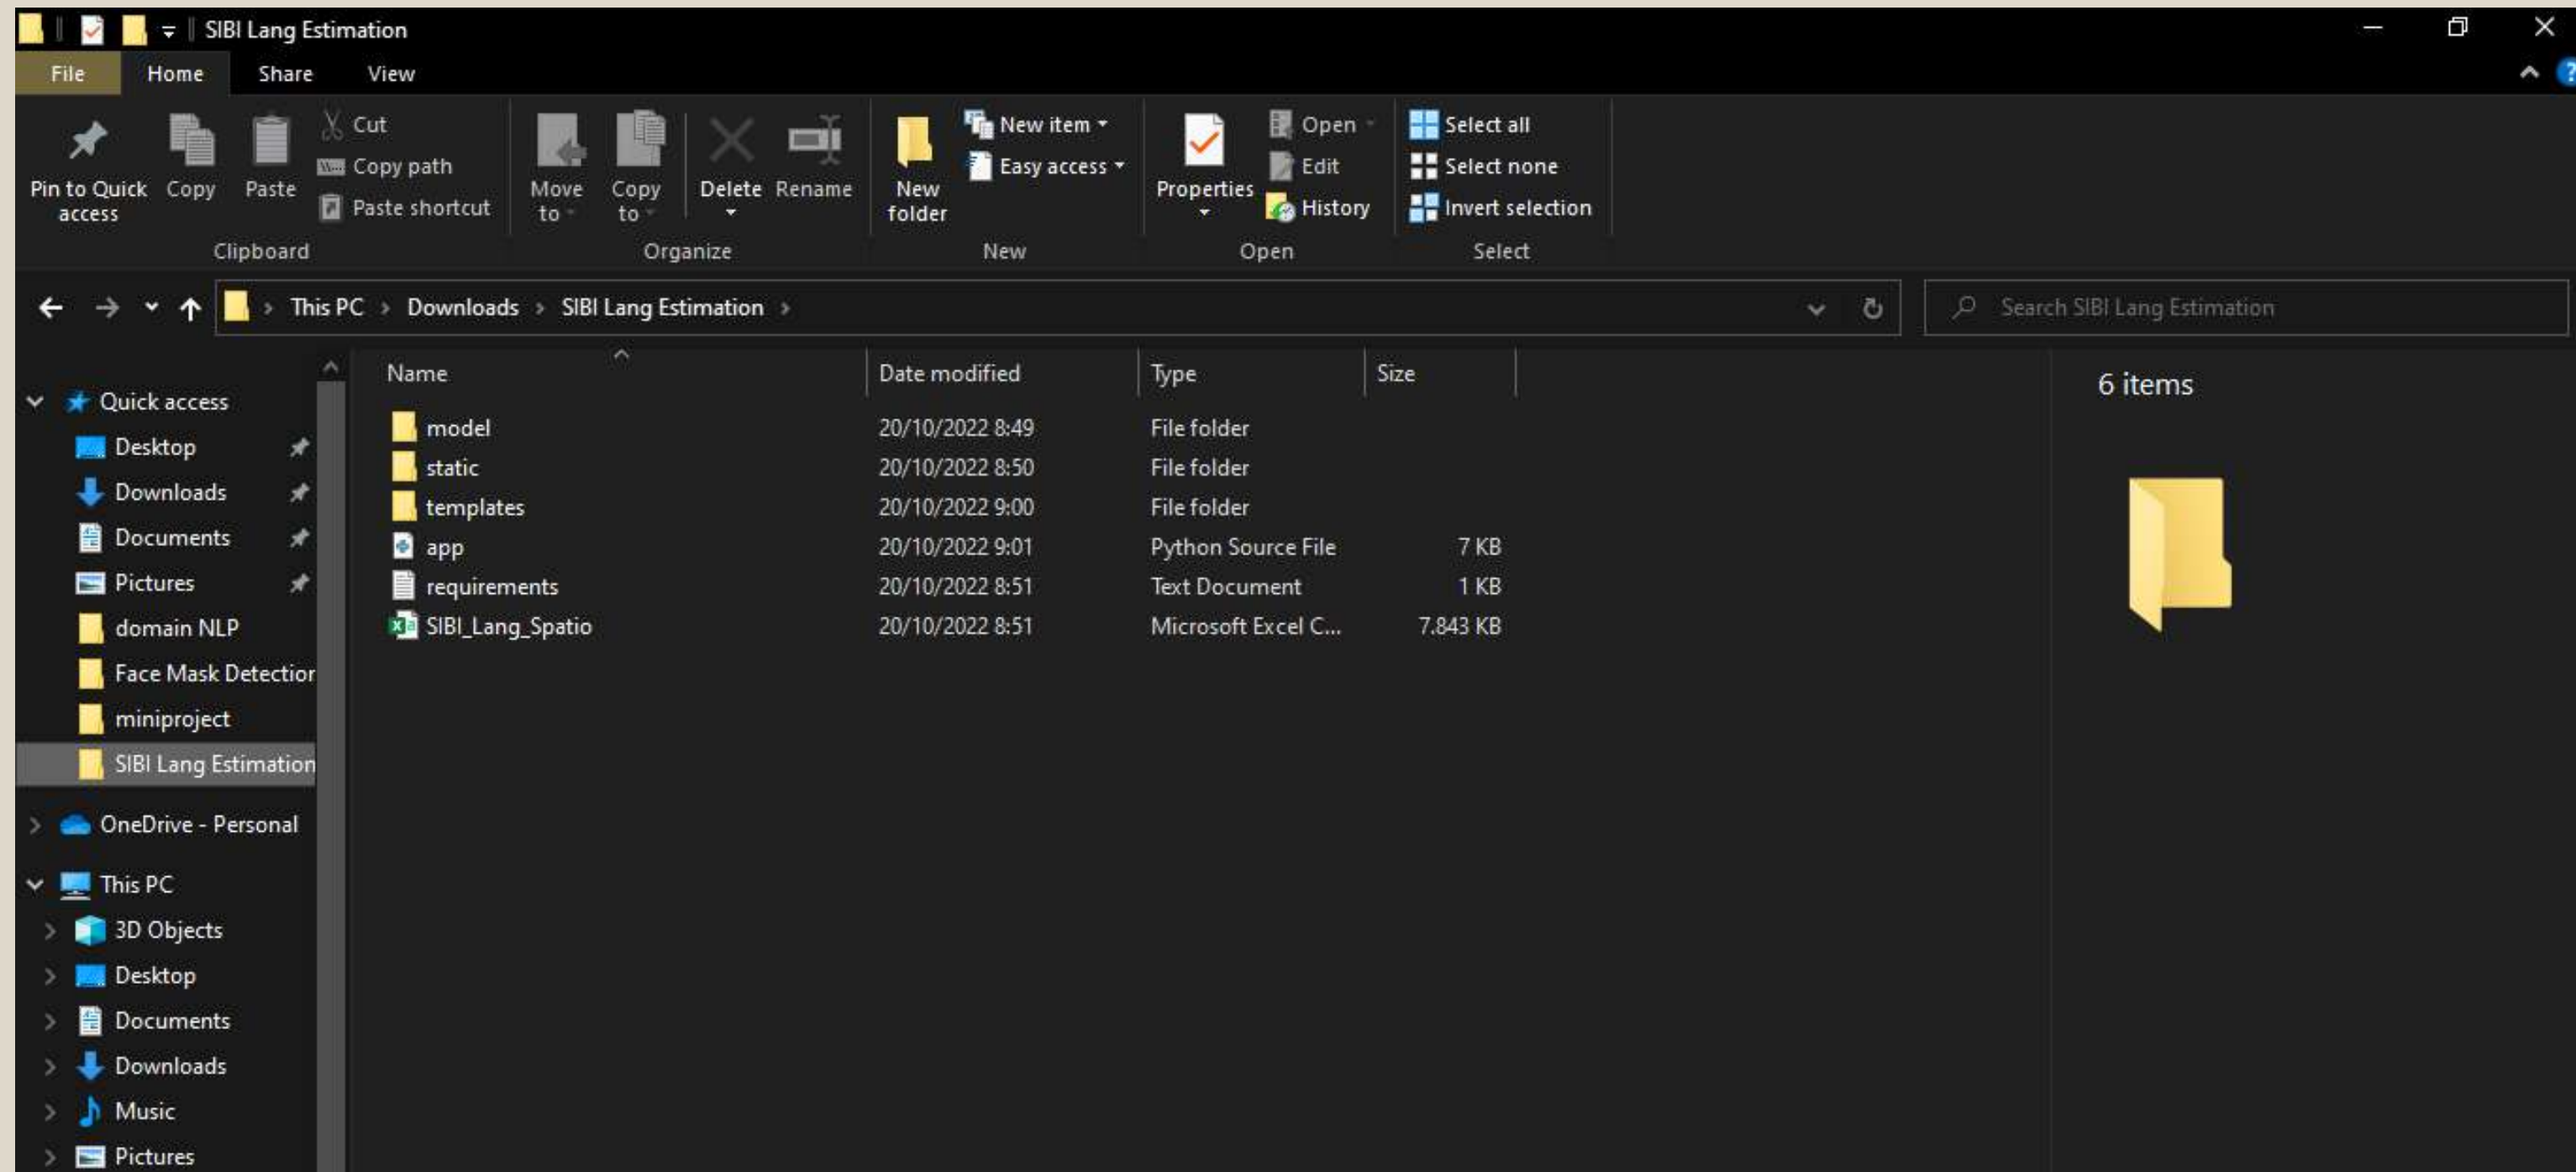 SIBI Lang Estimation
File Home Share View
Pin to Quick access
Copy
Paste
Cut
Copy path
Paste shortcut
Clipboard
Move to
Copy to
Delete
Rename
Organize
New folder
New item
Easy access
New
Properties
Open
Edit
History
Open
Select all
Select none
Invert selection
Select
This PC > Downloads > SIBI Lang Estimation >
Search SIBI Lang Estimation
Quick access
Desktop
Downloads
Documents
Pictures
domain NLP
Face Mask Detection
miniproject
SIBI Lang Estimation
OneDrive - Personal
This PC
3D Objects
Desktop
Documents
Downloads
Music
Pictures
Name Date modified Type Size
model 20/10/2022 8:49 File folder
static 20/10/2022 8:50 File folder
templates 20/10/2022 9:00 File folder
app 20/10/2022 9:01 Python Source File 7 KB
requirements 20/10/2022 8:51 Text Document 1 KB
SIBI_Lang_Spatio 20/10/2022 8:51 Microsoft Excel C... 7.843 KB
6 items